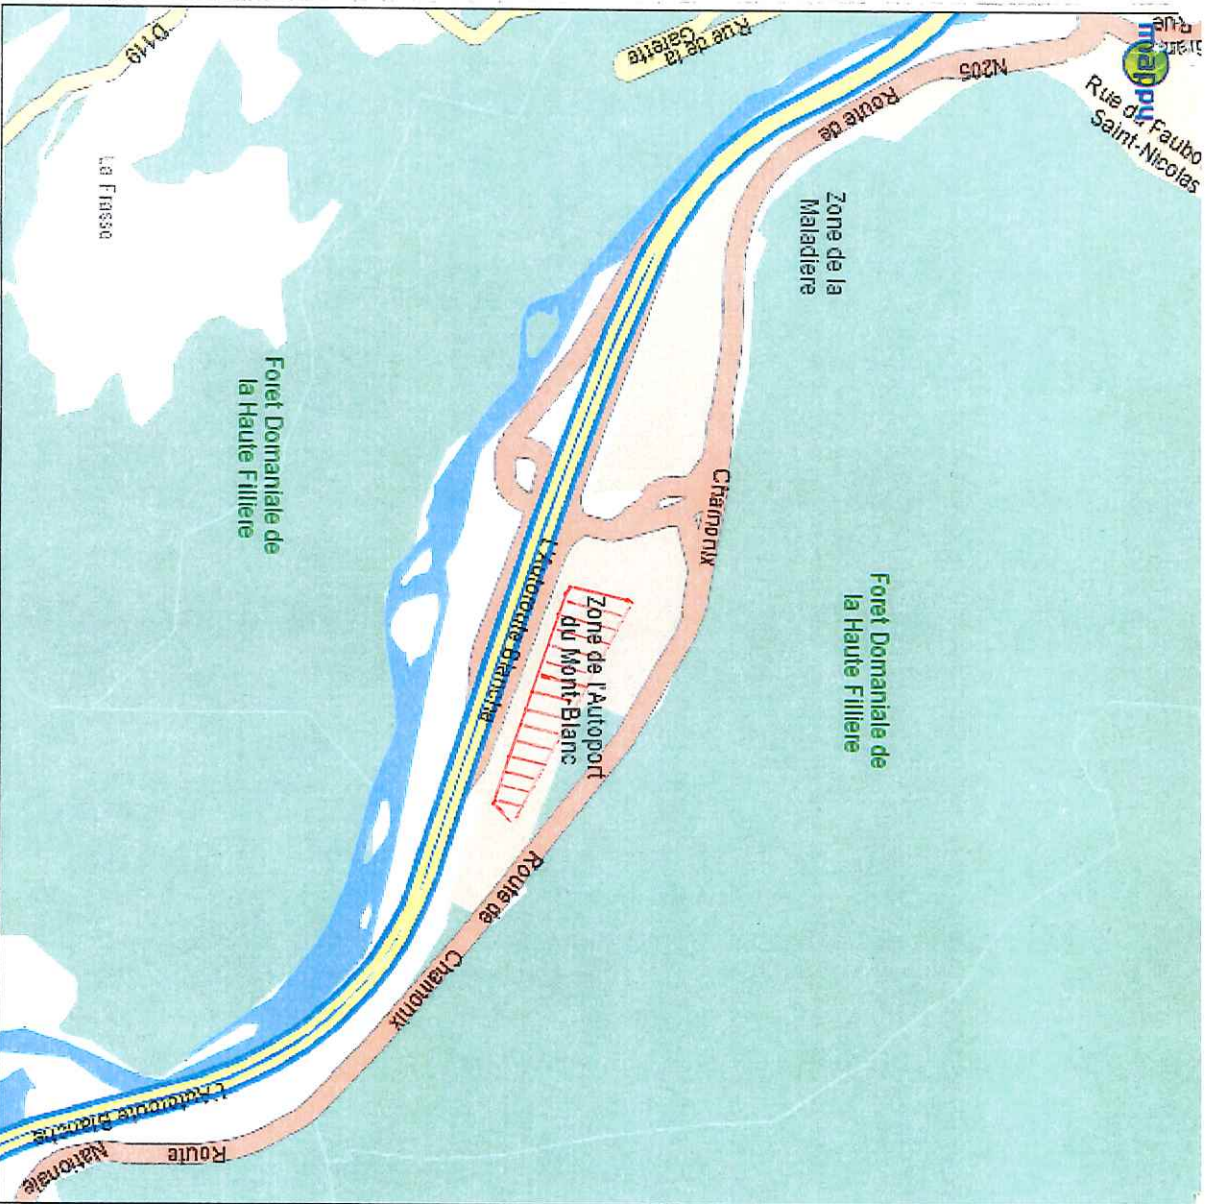 mappy
Rue
Rue du Faubo
Saint-Nicolas
N205
Route de
Rue de la
Garette
D119
Zone de la
Maladiere
La Frasse
Chamonix
Foret Domaniale de
la Haute Filliere
Foret Domaniale de
la Haute Filliere
L'Autoroute Blanche
Zone de l'Autoport
du Mont-Blanc
Route de
Chamonix
L'Autoroute Blanche
Route
Nationale